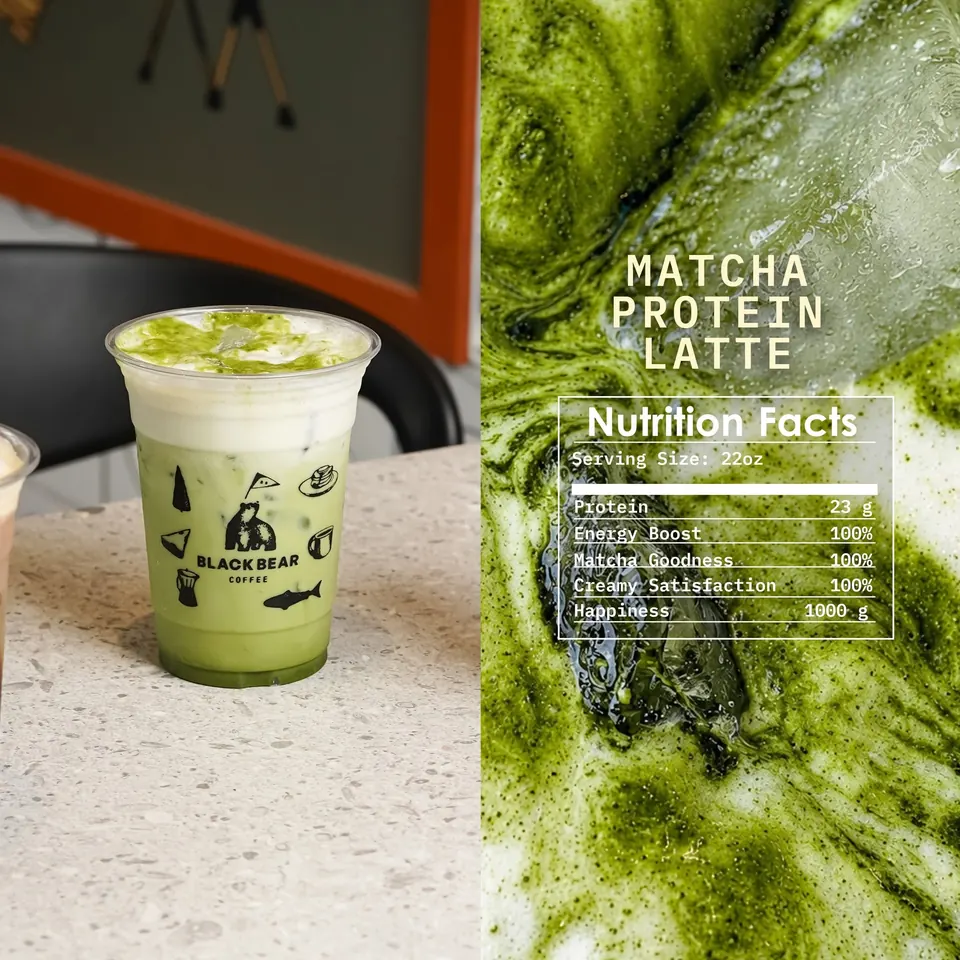 BLACK BEAR
COFFEE
MATCHA
PROTEIN
LATTE
Nutrition Facts
Serving Size: 22oz
Protein 23 g
Energy Boost 100%
Matcha Goodness 100%
Creamy Satisfaction 100%
Happiness 1000 g